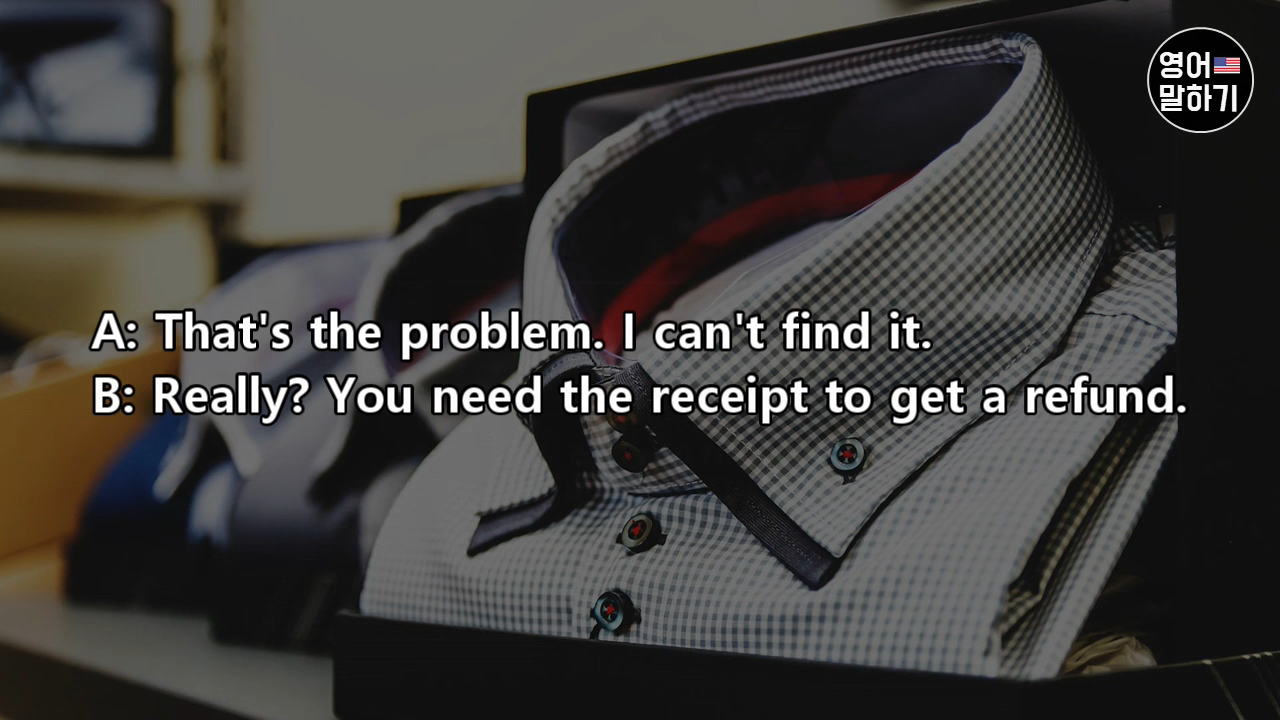 영어
말하기
A: That's the problem. I can't find it.
B: Really? You need the receipt to get a refund.